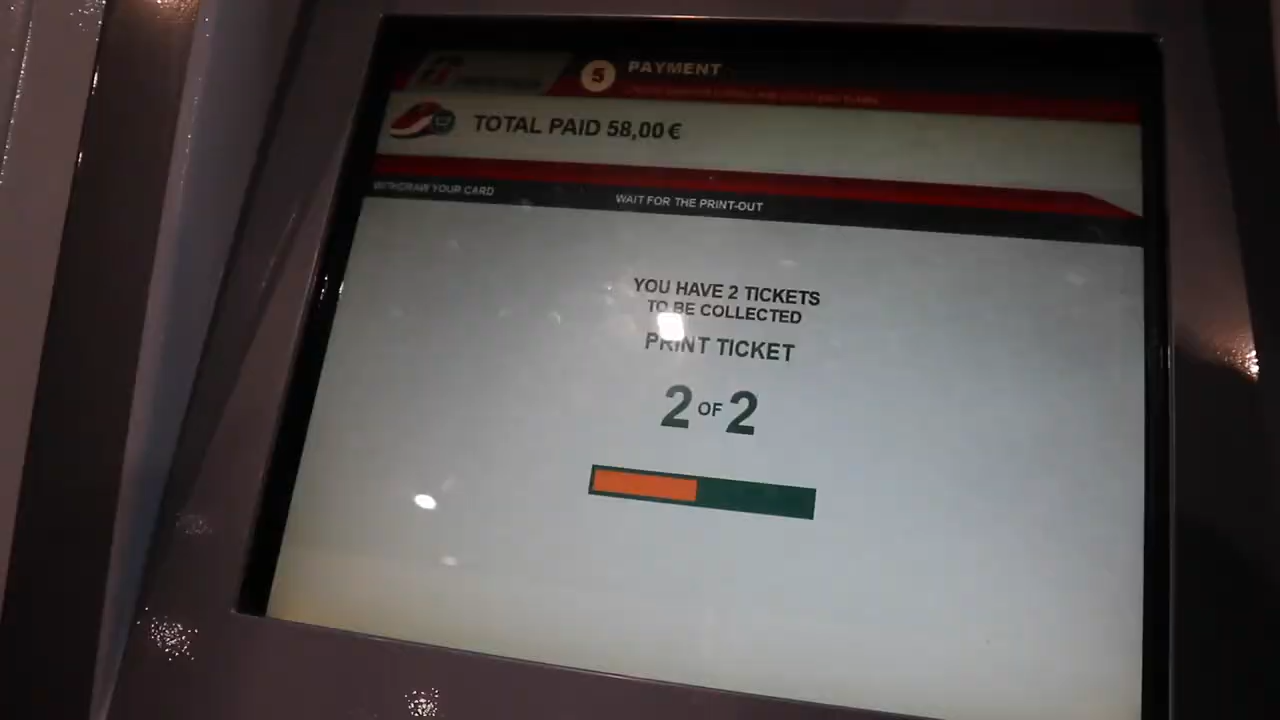 5 PAYMENT
TOTAL PAID 58,00 €
WITHDRAW YOUR CARD
WAIT FOR THE PRINT-OUT
YOU HAVE 2 TICKETS
TO BE COLLECTED
PRINT TICKET
2 OF 2